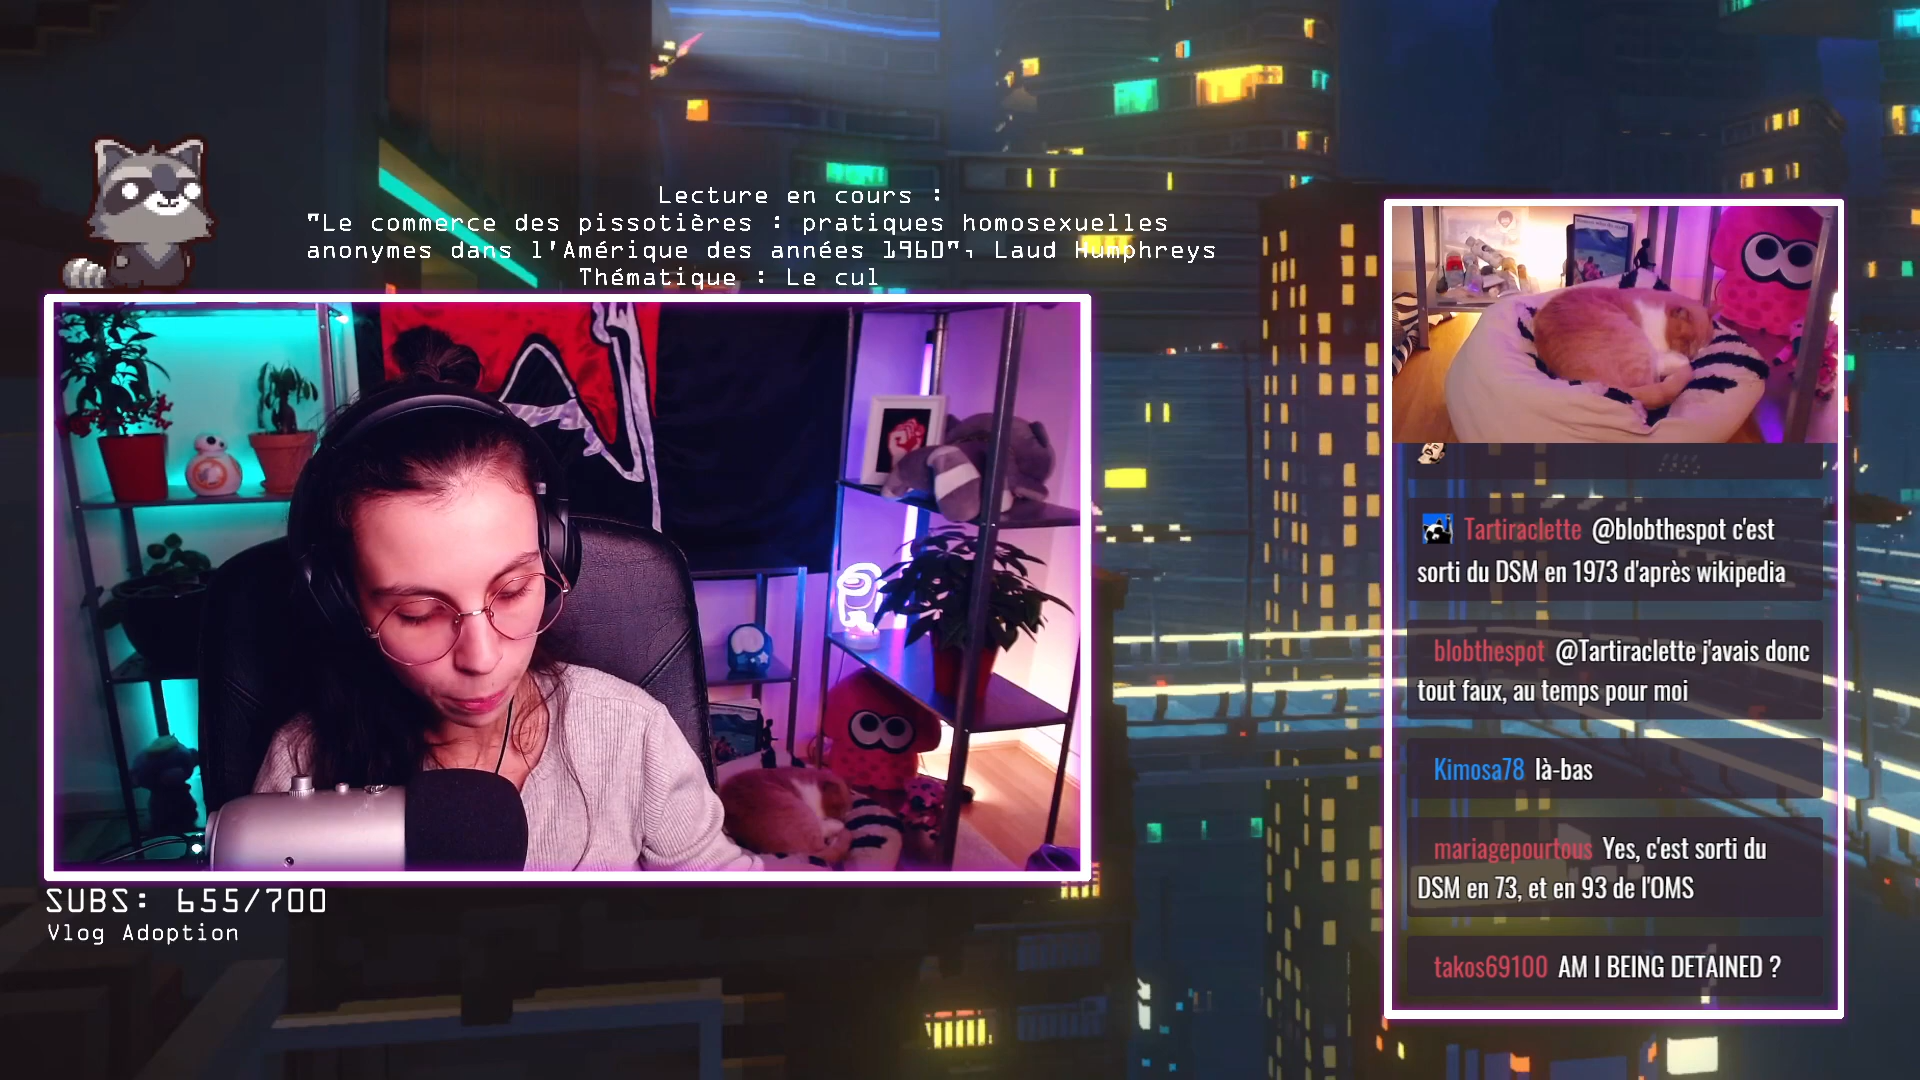 Lecture en cours :
"Le commerce des pissotières : pratiques homosexuelles
anonymes dans l'Amérique des années 1960", Laud Humphreys
Thématique : Le cul
SUBS: 655/700
Vlog Adoption
Tartiraclette @blobthespot c'est
sorti du DSM en 1973 d'après wikipedia
blobthespot @Tartiraclette j'avais donc
tout faux, au temps pour moi
Kimosa78 là-bas
mariagepourtous Yes, c'est sorti du
DSM en 73, et en 93 de l'OMS
takos69100 AM I BEING DETAINED ?